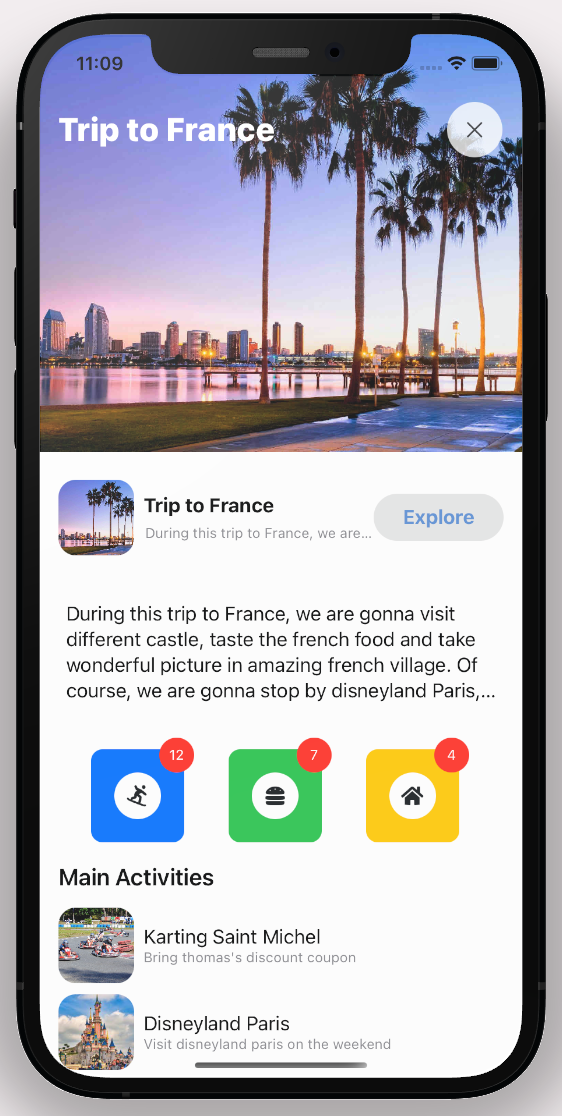 11:09
Trip to France
Trip to France
During this trip to France, we are...
Explore
During this trip to France, we are gonna visit
different castle, taste the french food and take
wonderful picture in amazing french village. Of
course, we are gonna stop by disneyland Paris,...
12
7
4
Main Activities
Karting Saint Michel
Bring thomas's discount coupon
Disneyland Paris
Visit disneyland paris on the weekend